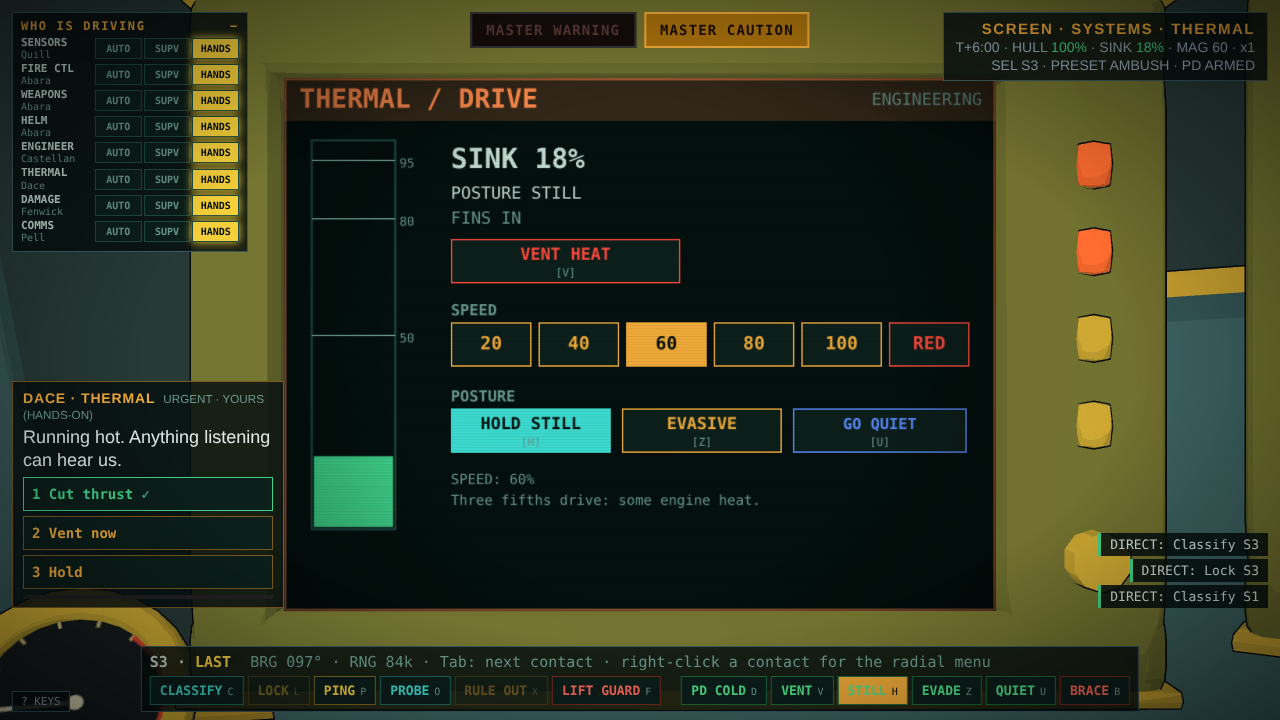 WHO IS DRIVING −
SENSORS
Quill
AUTO SUPV HANDS
FIRE CTL
Abara
AUTO SUPV HANDS
WEAPONS
Abara
AUTO SUPV HANDS
HELM
Abara
AUTO SUPV HANDS
ENGINEER
Castellan
AUTO SUPV HANDS
THERMAL
Dace
AUTO SUPV HANDS
DAMAGE
Fenwick
AUTO SUPV HANDS
COMMS
Pell
AUTO SUPV HANDS
MASTER WARNING
MASTER CAUTION
SCREEN · SYSTEMS · THERMAL
T+6:00 · HULL 100% · SINK 18% · MAG 60 · x1
SEL S3 · PRESET AMBUSH · PD ARMED
THERMAL / DRIVE
ENGINEERING
95
80
50
SINK 18%
POSTURE STILL
FINS IN
VENT HEAT
[V]
SPEED
20 40 60 80 100 RED
POSTURE
HOLD STILL
[H]
EVASIVE
[Z]
GO QUIET
[U]
SPEED: 60%
Three fifths drive: some engine heat.
DACE · THERMAL URGENT · YOURS
(HANDS-ON)
Running hot. Anything listening
can hear us.
1 Cut thrust ✓
2 Vent now
3 Hold
DIRECT: Classify S3
DIRECT: Lock S3
DIRECT: Classify S1
S3 · LAST BRG 097° · RNG 84k · Tab: next contact · right-click a contact for the radial menu
CLASSIFY C LOCK L PING P PROBE O RULE OUT X LIFT GUARD F PD COLD D VENT V STILL H EVADE Z QUIET U BRACE B
? KEYS